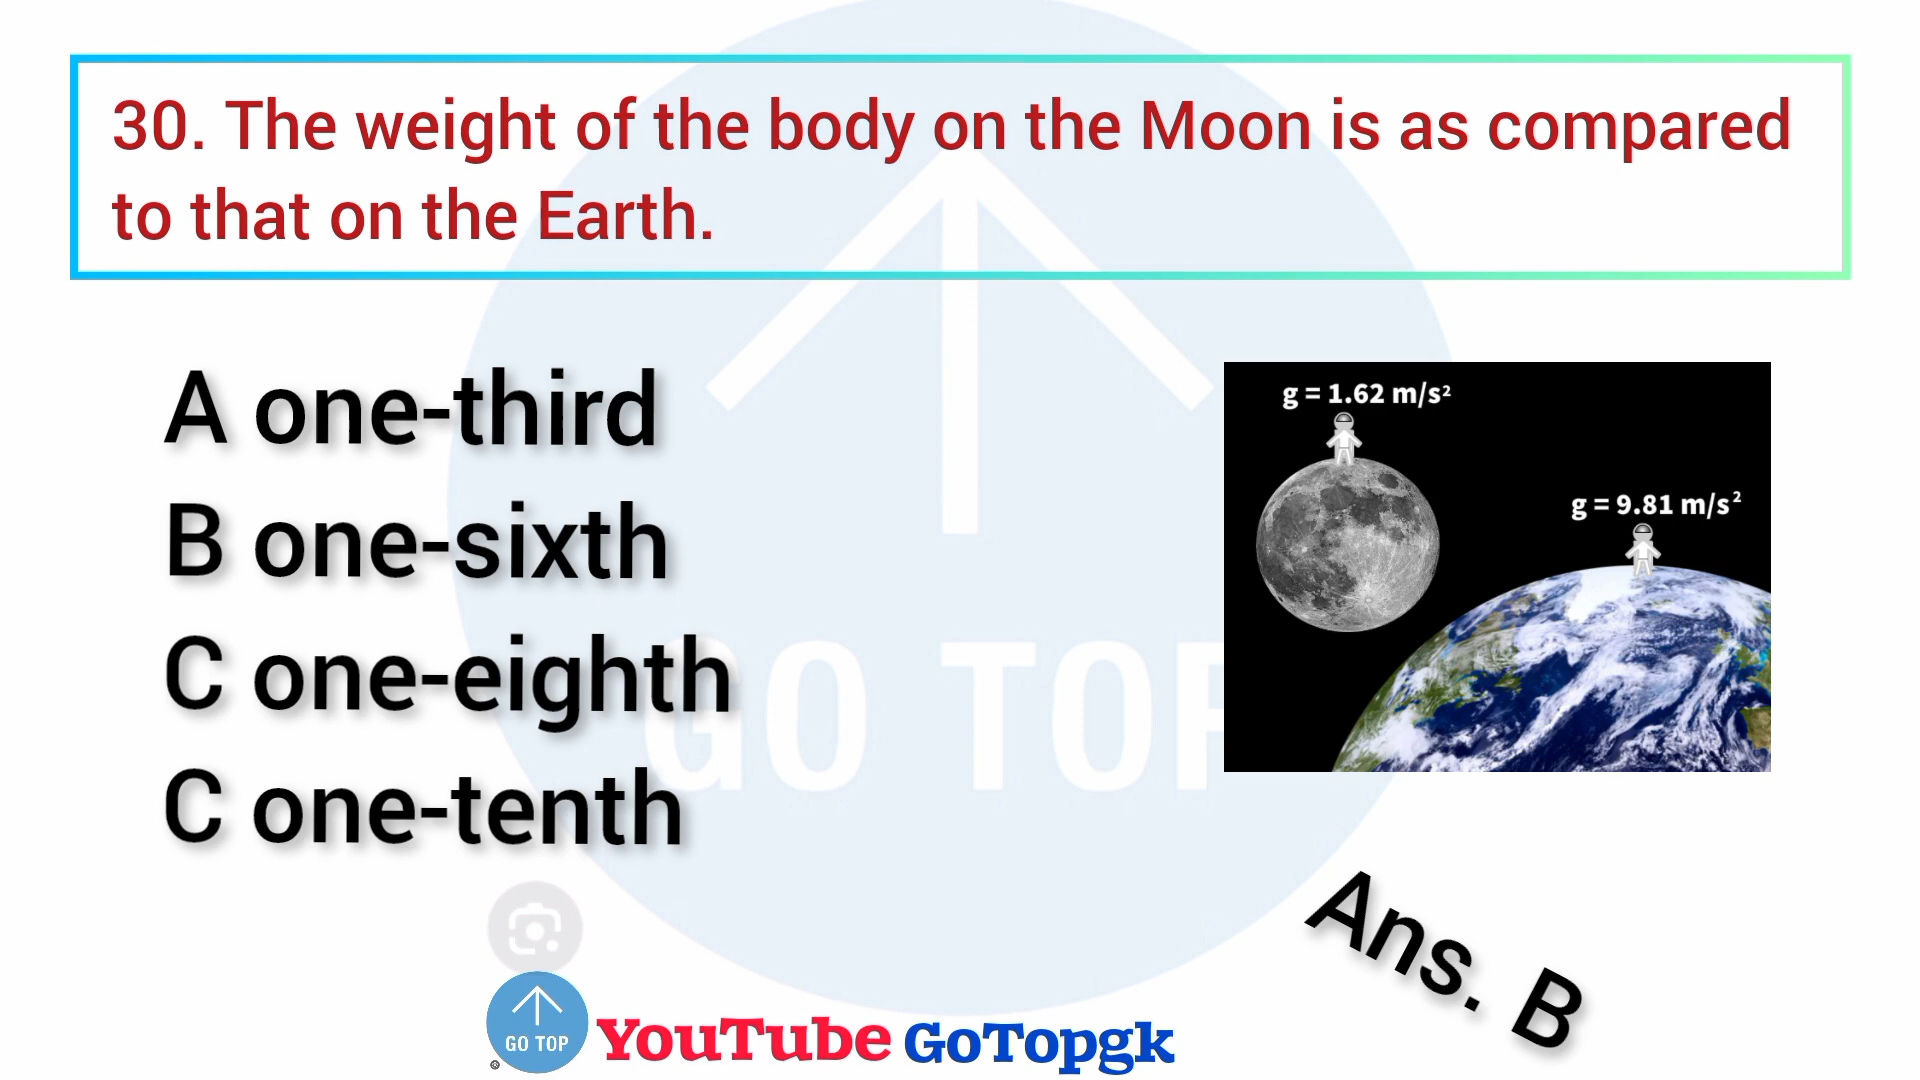 30. The weight of the body on the Moon is as compared
to that on the Earth.
A one-third
B one-sixth
C one-eighth
C one-tenth
g = 1.62 m/s²
g = 9.81 m/s²
GO TOP
Ans. B
GO TOP
YouTube GoTopgk